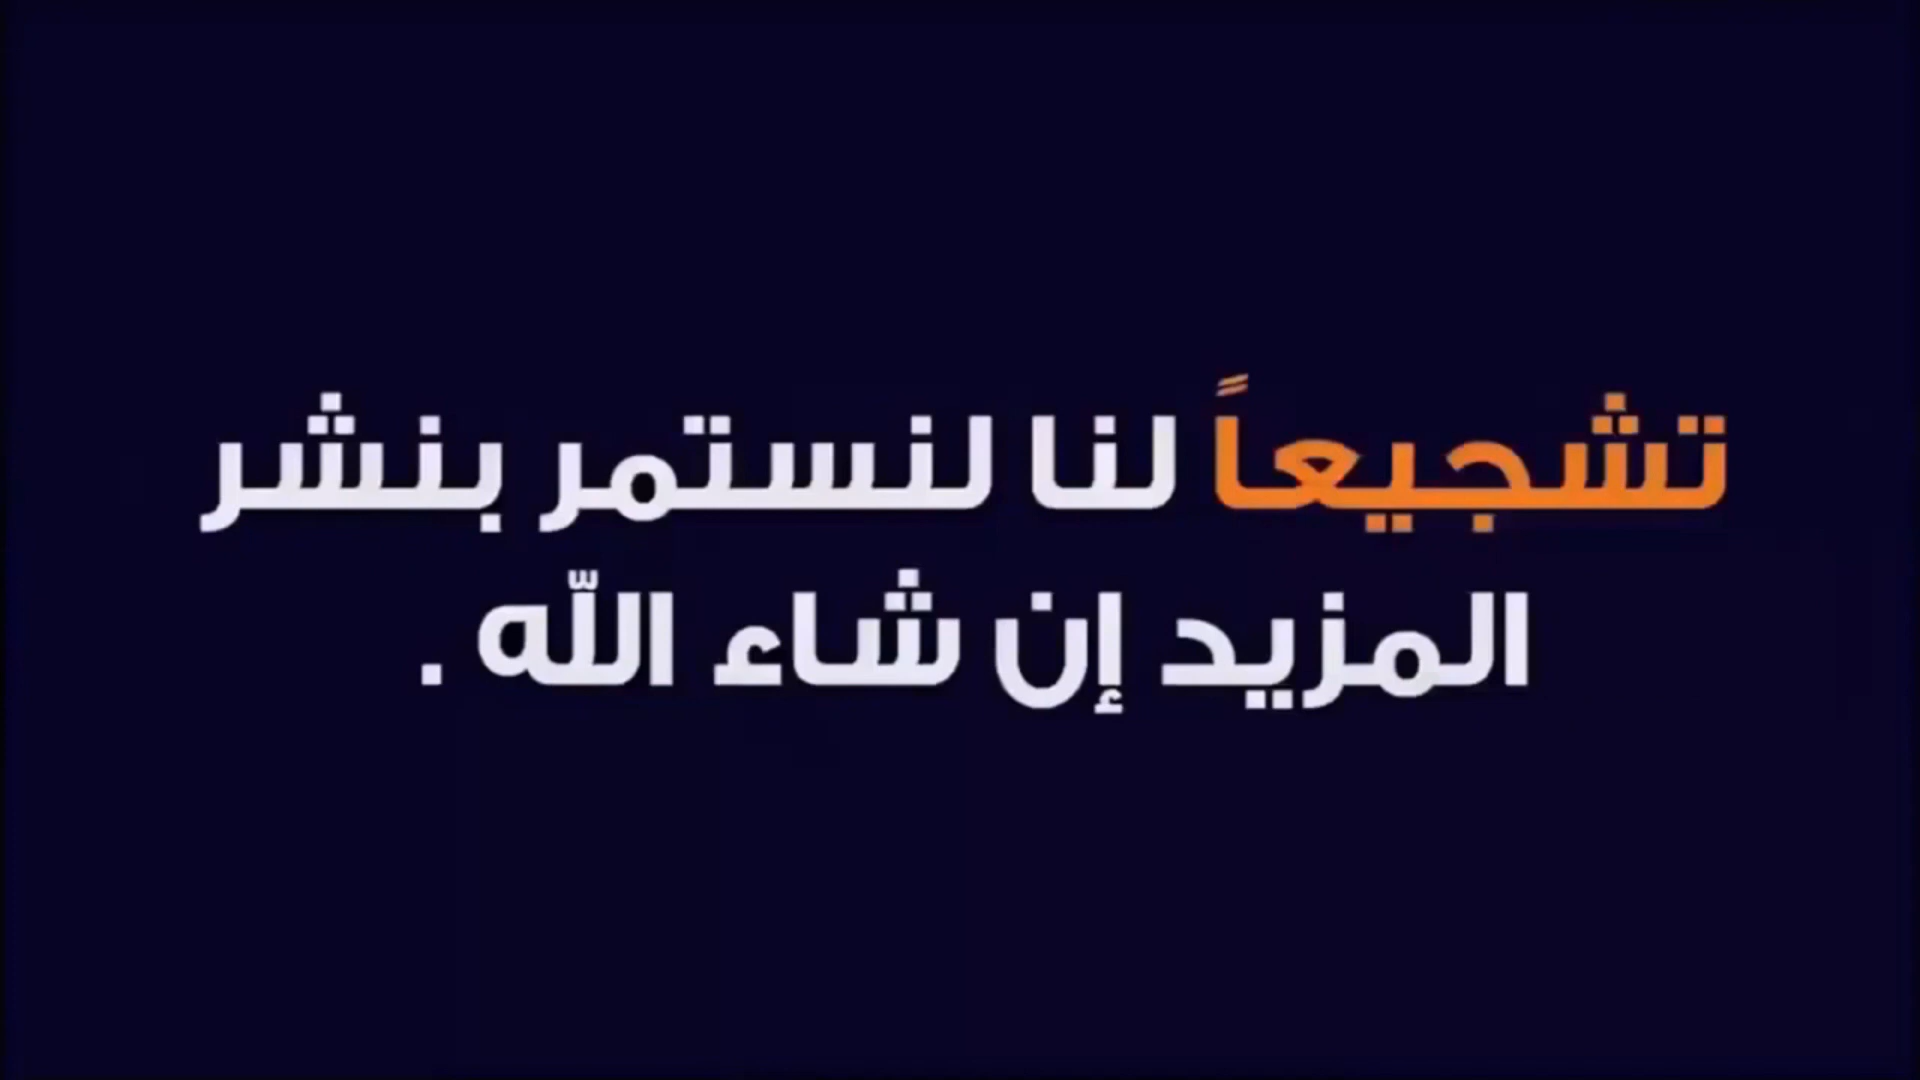 تشجيعاً لنا لنستمر بنشر
المزيد إن شاء اللّه .